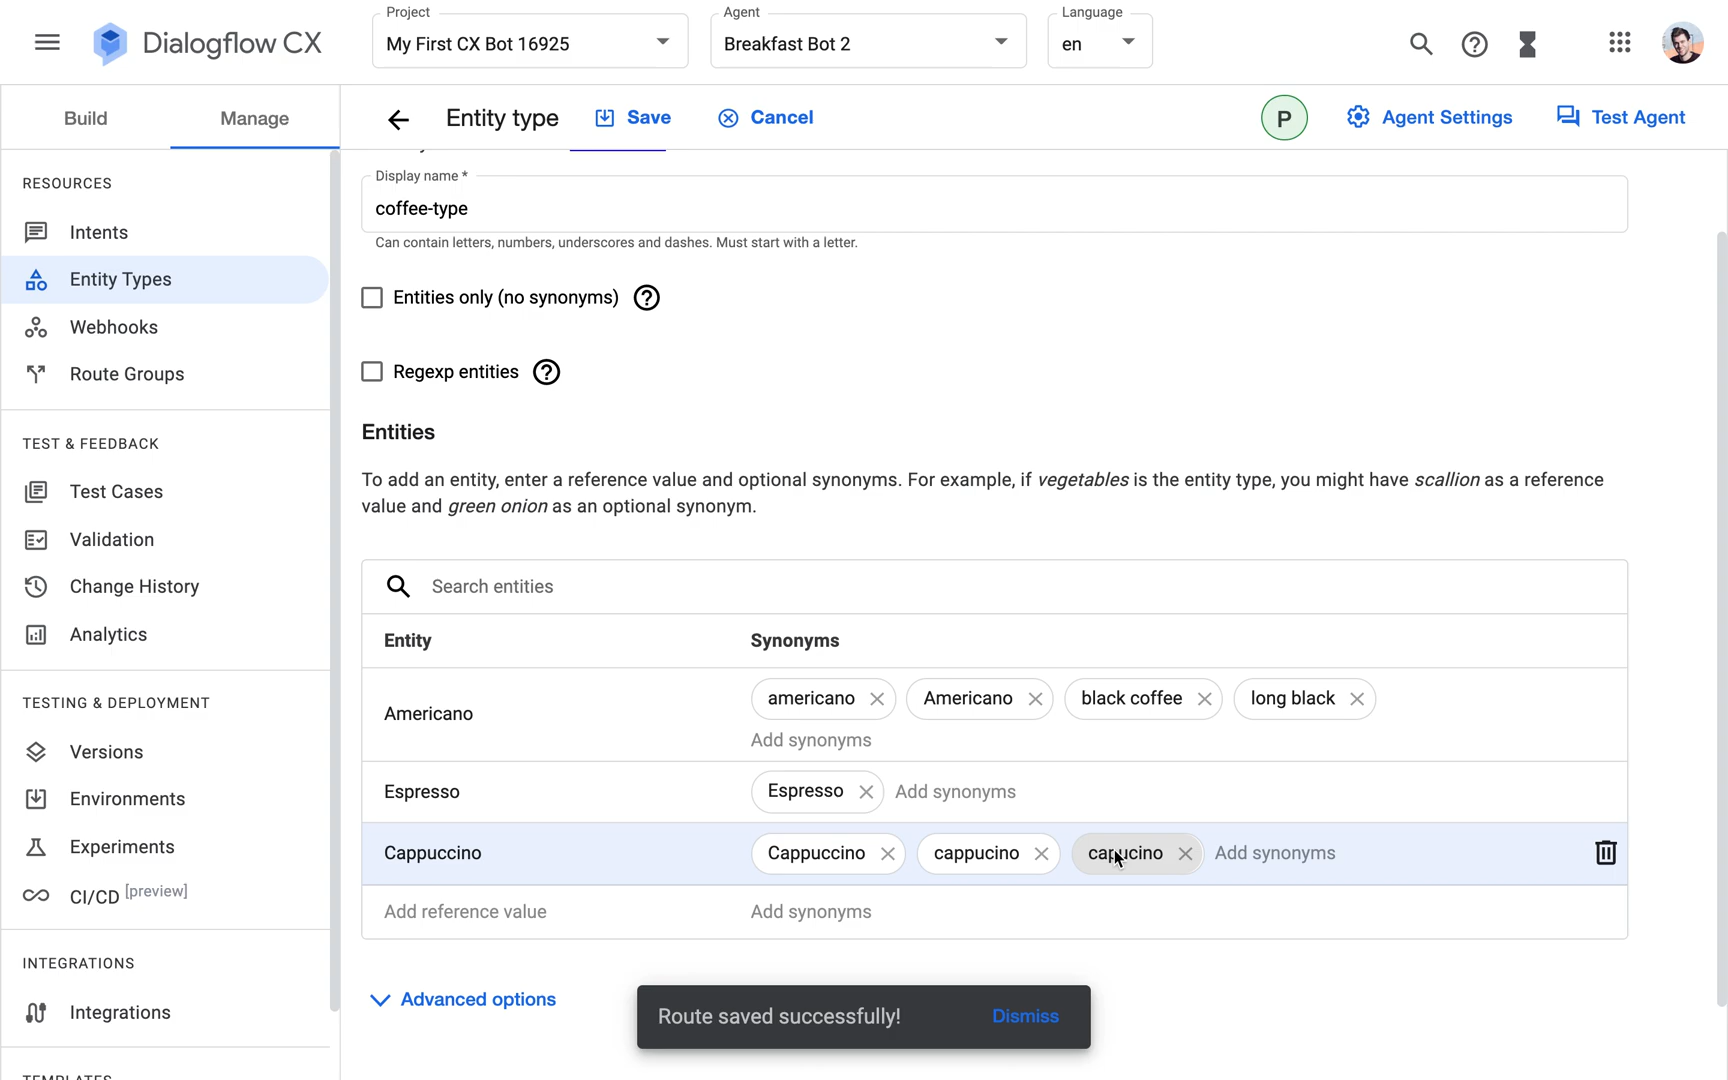 Project
Agent
Language
Dialogflow CX
My First CX Bot 16925
Breakfast Bot 2
en
Build
Manage
Entity type
Save
Cancel
P
Agent Settings
Test Agent
RESOURCES
Intents
Entity Types
Webhooks
Route Groups
TEST & FEEDBACK
Test Cases
Validation
Change History
Analytics
TESTING & DEPLOYMENT
Versions
Environments
Experiments
CI/CD [preview]
INTEGRATIONS
Integrations
Display name *
coffee-type
Can contain letters, numbers, underscores and dashes. Must start with a letter.
Entities only (no synonyms)
Regexp entities
Entities
To add an entity, enter a reference value and optional synonyms. For example, if vegetables is the entity type, you might have scallion as a reference
value and green onion as an optional synonym.
Search entities
Entity Synonyms
Americano americano Americano black coffee long black
Add synonyms
Espresso Espresso Add synonyms
Cappuccino Cappuccino cappucino capucino Add synonyms
Add reference value Add synonyms
Advanced options
Route saved successfully! Dismiss